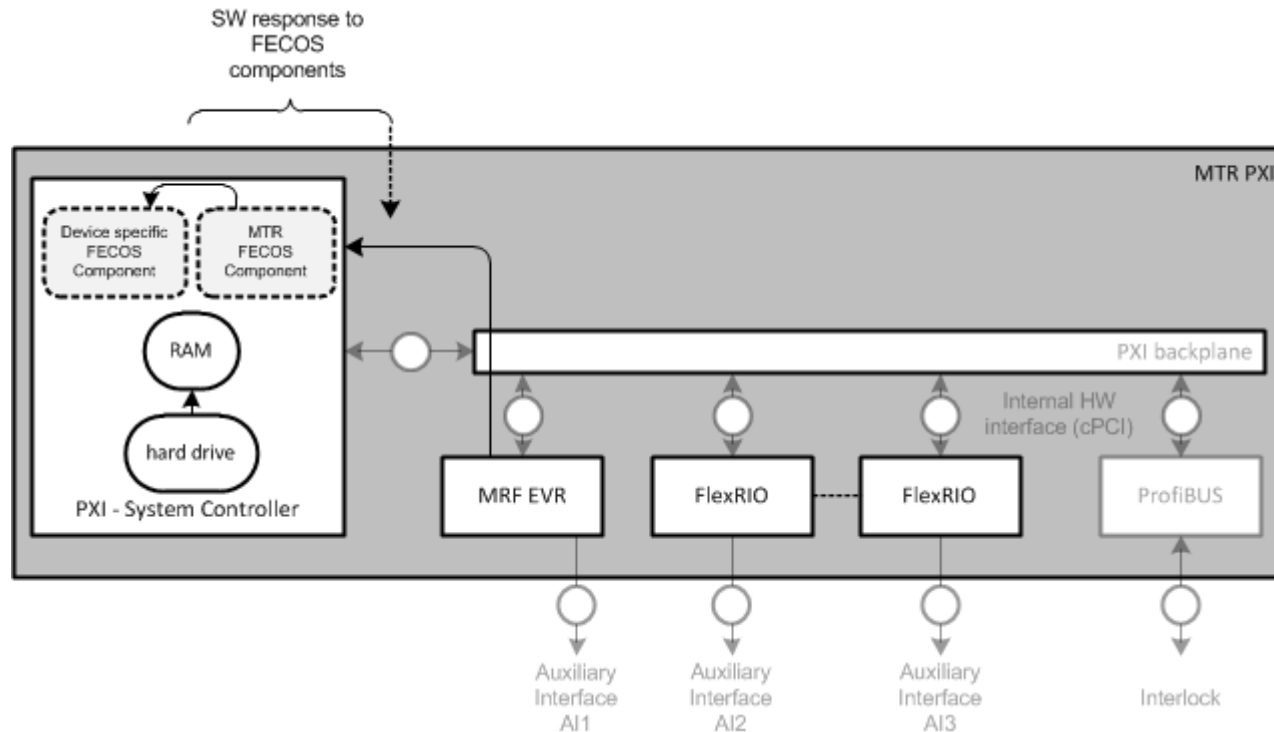 SW response to
FECOS
components
MTR PXI
Device specific
FECOS
Component
MTR
FECOS
Component
RAM
hard drive
PXI - System Controller
PXI backplane
Internal HW
interface (cPCI)
MRF EVR
FlexRIO
FlexRIO
ProfiBUS
Auxiliary
Interface
AI1
Auxiliary
Interface
AI2
Auxiliary
Interface
AI3
Interlock